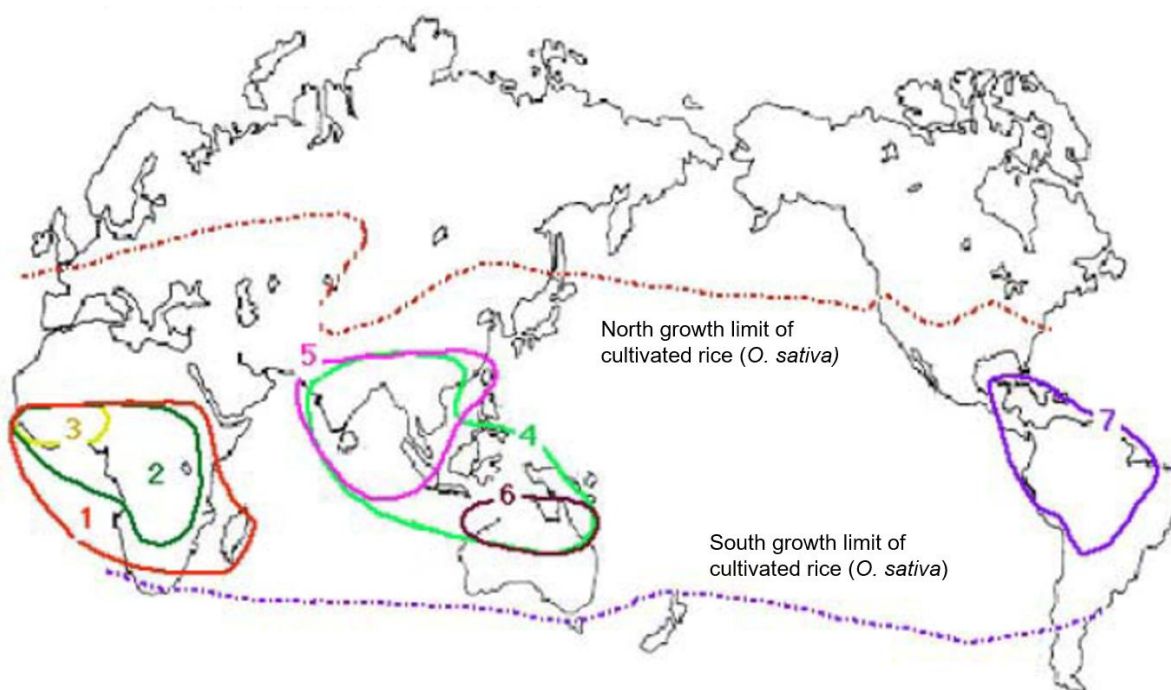 North growth limit of
cultivated rice (O. sativa)
5
3
4
7
2
6
1
South growth limit of
cultivated rice (O. sativa)